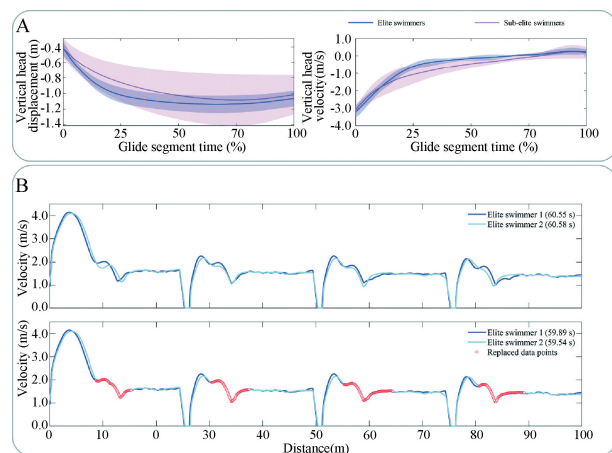 A
Elite swimmers
Sub-elite swimmers
Vertical head
displacement (m)
-0.4
-0.6
-0.8
-1.0
-1.2
-1.4
0
25
50
70
100
Glide segment time (%)
Vertical head
velocity(m/s)
1.0
0.0
-1.0
-2.0
-3.0
-4.0
0
25
50
70
100
Glide segment time (%)
B
Velocity (m/s)
4.0
3.0
2.0
1.0
0.0
Elite swimmer 1 (60.55 s)
Elite swimmer 2 (60.58 s)
Velocity (m/s)
4.0
3.0
2.0
1.0
0.0
Elite swimmer 1 (59.89 s)
Elite swimmer 2 (59.54 s)
Replaced data points
0
10
0
30
40
50
60
70
80
90
100
Distance(m)